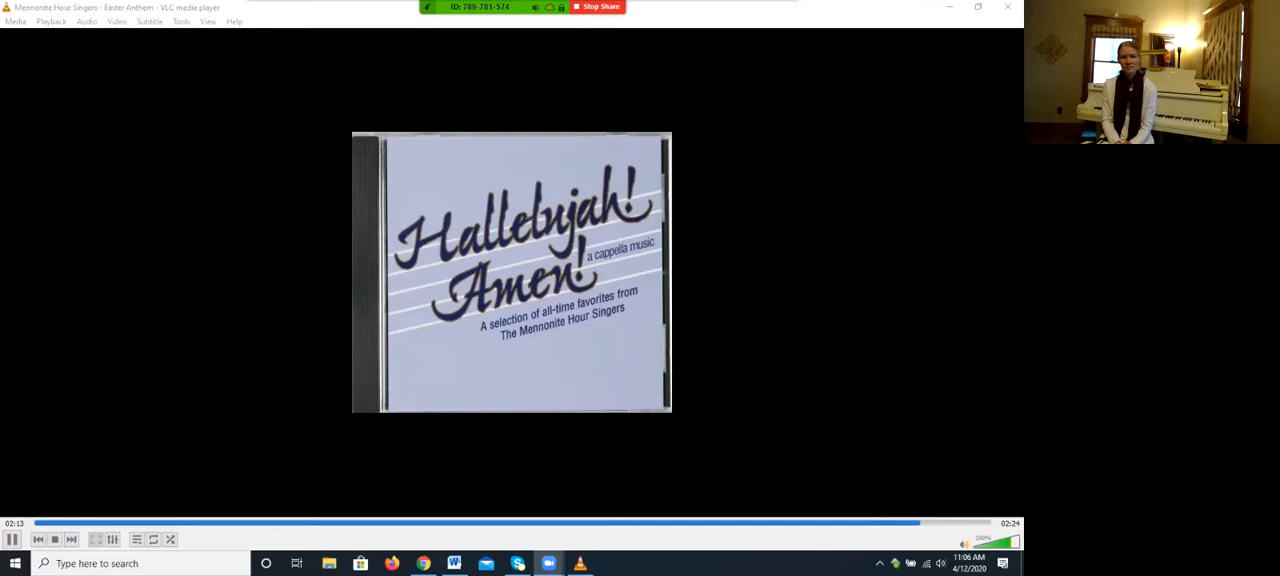 Mennonite Hour Singers - Easter Anthem - VLC media player
ID: 789-781-574
Stop Share
Media Playback Audio Video Subtitle Tools View Help
Hallelujah!
a cappella music
Amen!
A selection of all-time favorites from
The Mennonite Hour Singers
02:13
02:24
100%
Type here to search
11:06 AM
4/12/2020